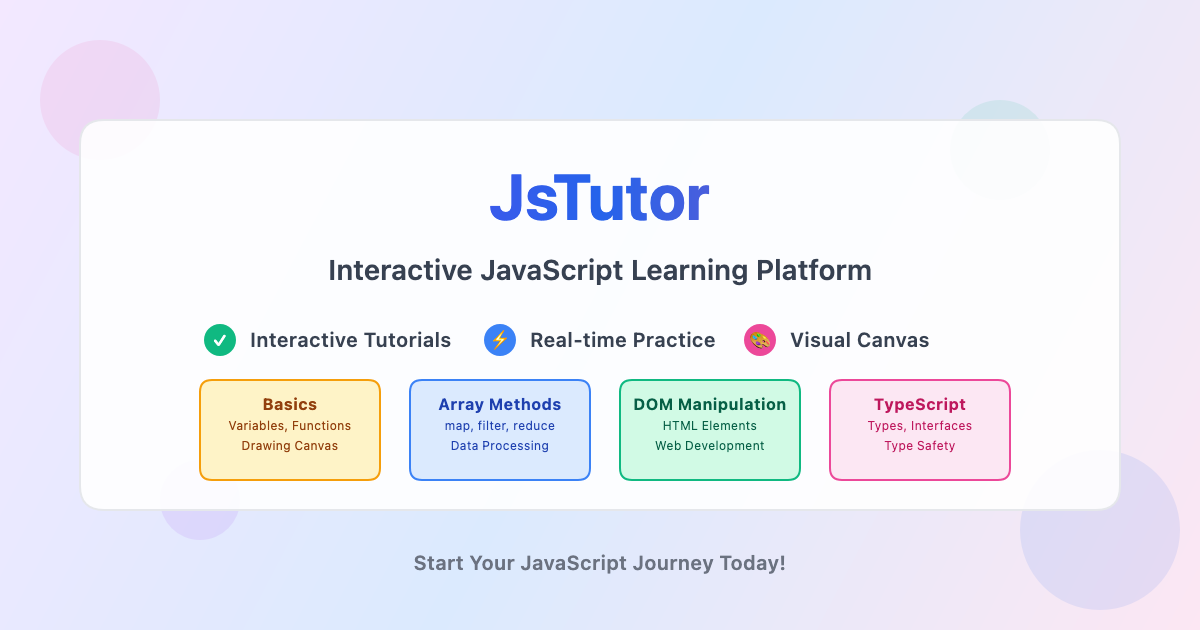 JsTutor
Interactive JavaScript Learning Platform
Interactive Tutorials
Real-time Practice
Visual Canvas
Basics
Variables, Functions
Drawing Canvas
Array Methods
map, filter, reduce
Data Processing
DOM Manipulation
HTML Elements
Web Development
TypeScript
Types, Interfaces
Type Safety
Start Your JavaScript Journey Today!